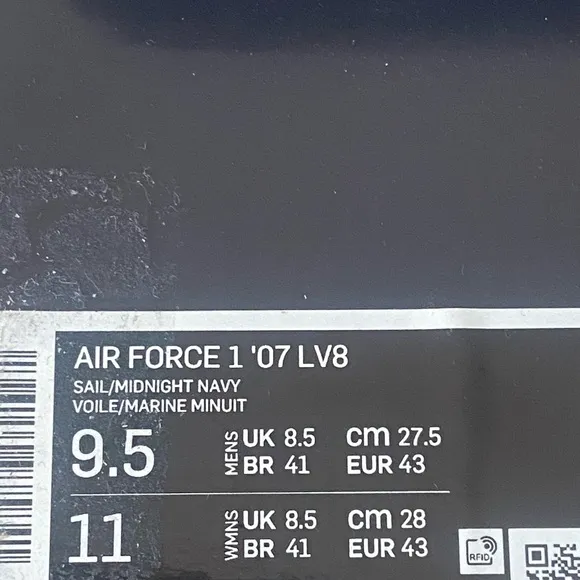 AIR FORCE 1 '07 LV8
SAIL/MIDNIGHT NAVY
VOILE/MARINE MINUIT
9.5 MENS UK 8.5 cm 27.5
BR 41 EUR 43
11 WMNS UK 8.5 cm 28
BR 41 EUR 43
RFID